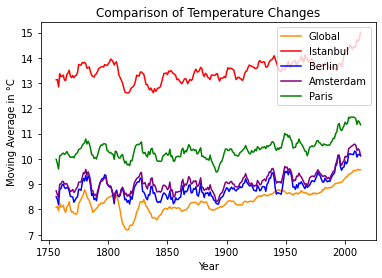 Comparison of Temperature Changes
Moving Average in °C
15
14
13
12
11
10
9
8
7
Global
Istanbul
Berlin
Amsterdam
Paris
1750
1800
1850
1900
1950
2000
Year